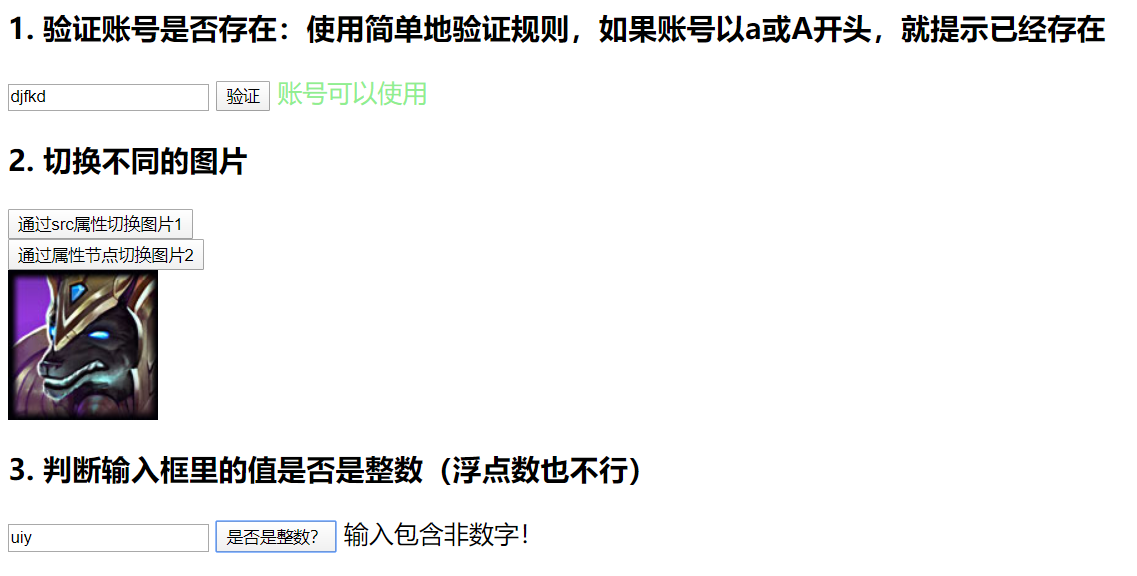 1. 验证账号是否存在：使用简单地验证规则，如果账号以a或A开头，就提示已经存在
djfkd 验证 账号可以使用
2. 切换不同的图片
通过src属性切换图片1
通过属性节点切换图片2
3. 判断输入框里的值是否是整数（浮点数也不行）
uiy 是否是整数？ 输入包含非数字！